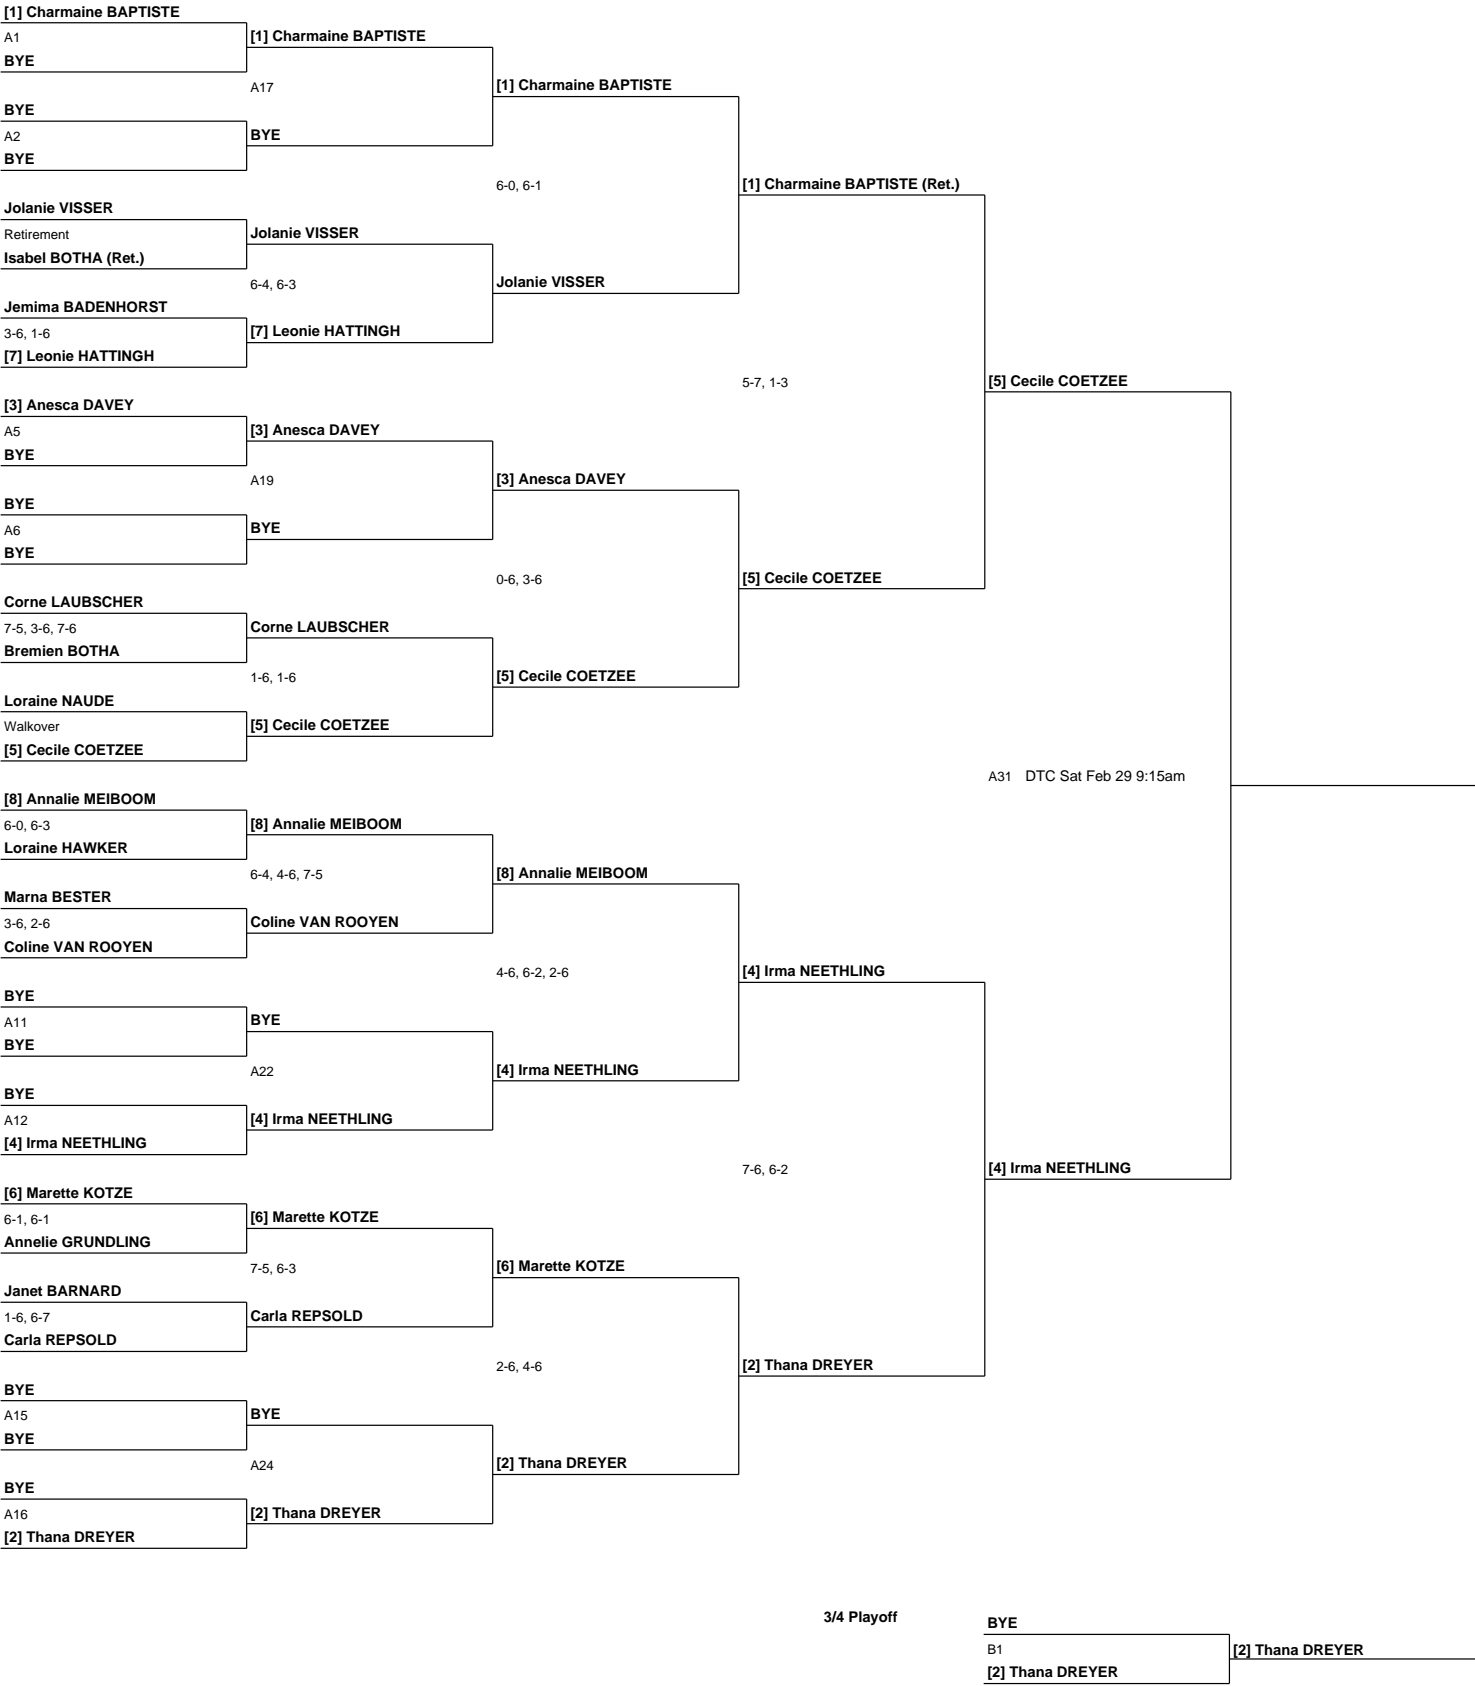 [1] Charmaine BAPTISTE
A1
BYE
BYE
A2
BYE
Jolanie VISSER
Retirement
Isabel BOTHA (Ret.)
Jemima BADENHORST
3-6, 1-6
[7] Leonie HATTINGH
[3] Anesca DAVEY
A5
BYE
BYE
A6
BYE
Corne LAUBSCHER
7-5, 3-6, 7-6
Bremien BOTHA
Loraine NAUDE
Walkover
[5] Cecile COETZEE
[8] Annalie MEIBOOM
6-0, 6-3
Loraine HAWKER
Marna BESTER
3-6, 2-6
Coline VAN ROOYEN
BYE
A11
BYE
BYE
A12
[4] Irma NEETHLING
[6] Marette KOTZE
6-1, 6-1
Annelie GRUNDLING
Janet BARNARD
1-6, 6-7
Carla REPSOLD
BYE
A15
BYE
BYE
A16
[2] Thana DREYER
[1] Charmaine BAPTISTE
A17
BYE
Jolanie VISSER
6-4, 6-3
[7] Leonie HATTINGH
[3] Anesca DAVEY
A19
BYE
Corne LAUBSCHER
1-6, 1-6
[5] Cecile COETZEE
[8] Annalie MEIBOOM
6-4, 4-6, 7-5
Coline VAN ROOYEN
BYE
A22
[4] Irma NEETHLING
[6] Marette KOTZE
7-5, 6-3
Carla REPSOLD
BYE
A24
[2] Thana DREYER
[1] Charmaine BAPTISTE
6-0, 6-1
Jolanie VISSER
[3] Anesca DAVEY
0-6, 3-6
[5] Cecile COETZEE
[8] Annalie MEIBOOM
4-6, 6-2, 2-6
[4] Irma NEETHLING
[6] Marette KOTZE
2-6, 4-6
[2] Thana DREYER
[1] Charmaine BAPTISTE (Ret.)
5-7, 1-3
[5] Cecile COETZEE
[4] Irma NEETHLING
7-6, 6-2
[2] Thana DREYER
[5] Cecile COETZEE
A31 DTC Sat Feb 29 9:15am
[4] Irma NEETHLING
3/4 Playoff
BYE
B1
[2] Thana DREYER
[2] Thana DREYER